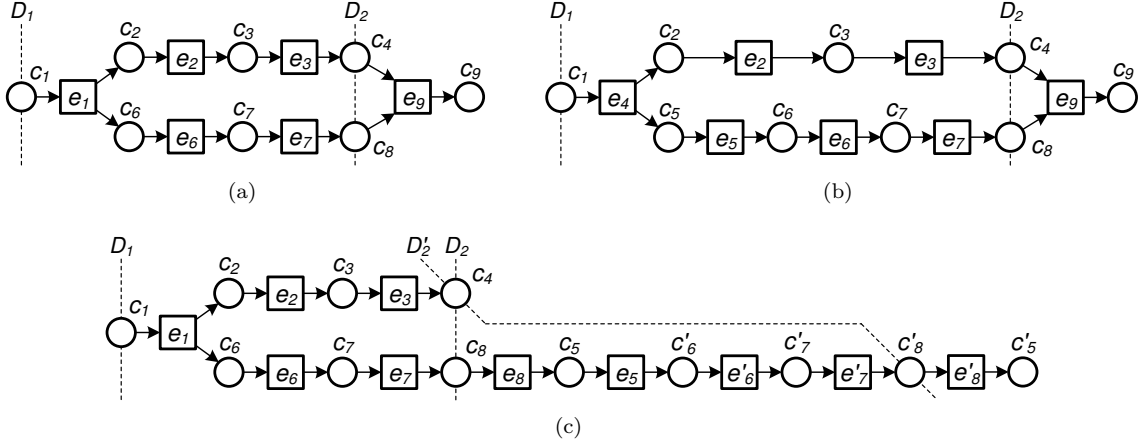 D1 D2 D1 D2
c2 c3 c4 c2 c3 c4
e2 e3 e2 e3
c1 c9 c1 c9
e1 e9 e4 e9
c6 c7 c5 c6 c7
e6 e7 e5 e6 e7
c8 c8
(a) (b)
D1 D'2 D2
c2 c3 c4
e2 e3
c1
e1
c6 c7 c8 c5 c'6 c'7 c'8 c'5
e6 e7 e8 e5 e'6 e'7 e'8
(c)